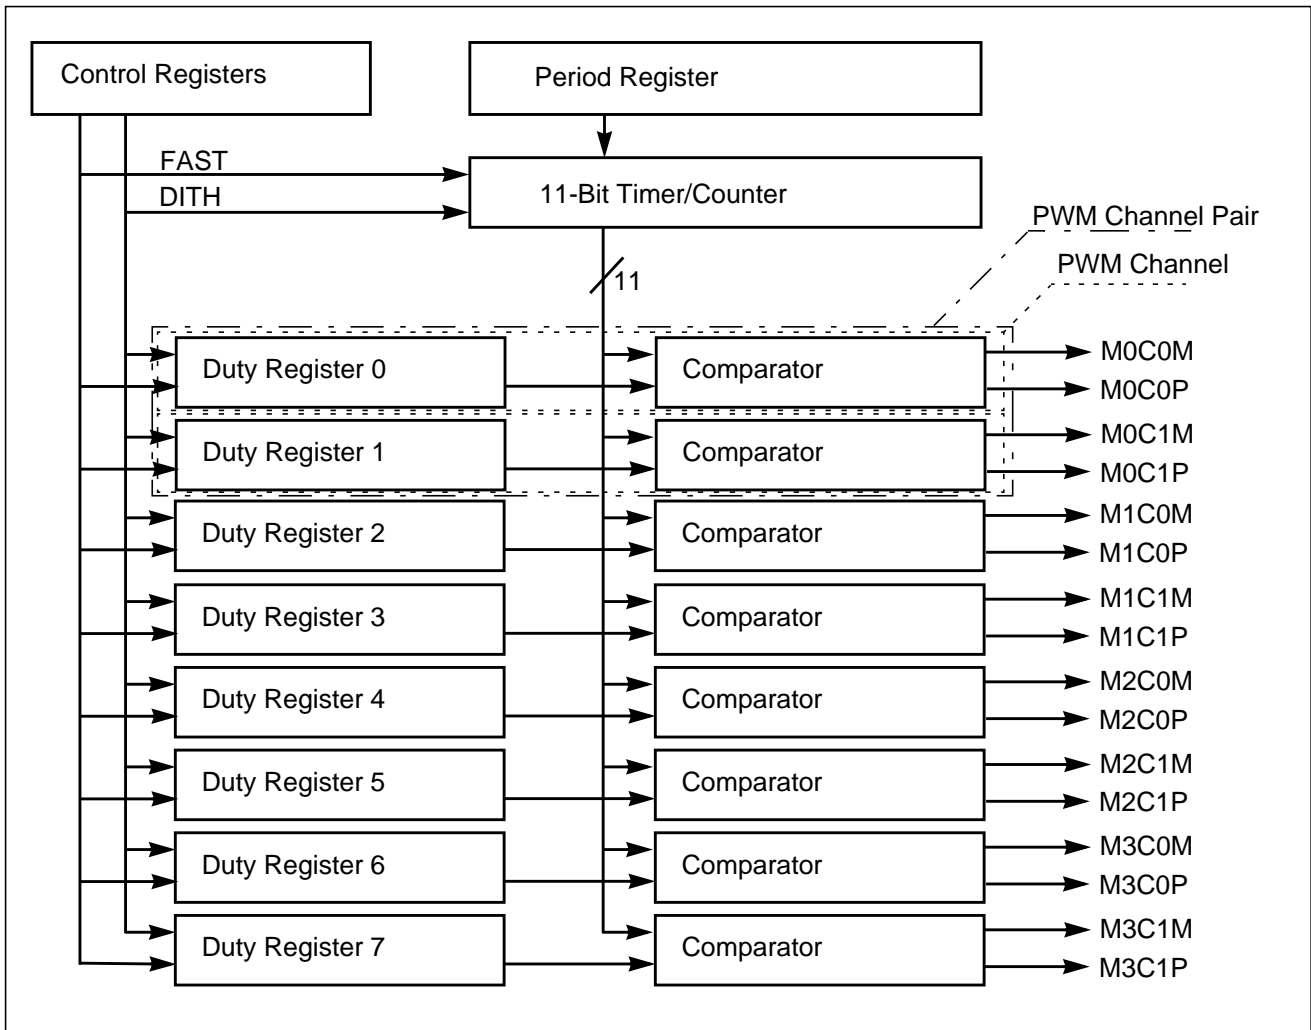 Control Registers
Period Register
FAST
DITH
11-Bit Timer/Counter
PWM Channel Pair
PWM Channel
11
Duty Register 0
Comparator
M0C0M
M0C0P
Duty Register 1
Comparator
M0C1M
M0C1P
Duty Register 2
Comparator
M1C0M
M1C0P
Duty Register 3
Comparator
M1C1M
M1C1P
Duty Register 4
Comparator
M2C0M
M2C0P
Duty Register 5
Comparator
M2C1M
M2C1P
Duty Register 6
Comparator
M3C0M
M3C0P
Duty Register 7
Comparator
M3C1M
M3C1P